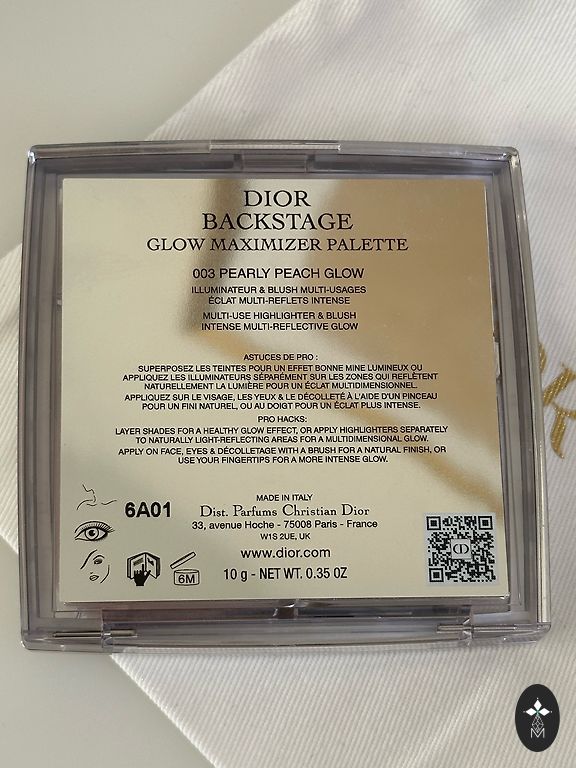 DIOR
BACKSTAGE
GLOW MAXIMIZER PALETTE
003 PEARLY PEACH GLOW
ILLUMINATEUR & BLUSH MULTI-USAGES
ÉCLAT MULTI-REFLETS INTENSE
MULTI-USE HIGHLIGHTER & BLUSH
INTENSE MULTI-REFLECTIVE GLOW
ASTUCES DE PRO :
SUPERPOSEZ LES TEINTES POUR UN EFFET BONNE MINE LUMINEUX OU
APPLIQUEZ LES ILLUMINATEURS SÉPARÉMENT SUR LES ZONES QUI REFLÈTENT
NATURELLEMENT LA LUMIÈRE POUR UN ÉCLAT MULTIDIMENSIONNEL.
APPLIQUEZ SUR LE VISAGE, LES YEUX & LE DÉCOLLETÉ À L'AIDE D'UN PINCEAU
POUR UN FINI NATUREL, OU AU DOIGT POUR UN ÉCLAT PLUS INTENSE.
PRO HACKS:
LAYER SHADES FOR A HEALTHY GLOW EFFECT, OR APPLY HIGHLIGHTERS SEPARATELY
TO NATURALLY LIGHT-REFLECTING AREAS FOR A MULTIDIMENSIONAL GLOW.
APPLY ON FACE, EYES & DÉCOLLETAGE WITH A BRUSH FOR A NATURAL FINISH, OR
USE YOUR FINGERTIPS FOR A MORE INTENSE GLOW.
6A01
MADE IN ITALY
Dist. Parfums Christian Dior
33, avenue Hoche - 75008 Paris - France
W1S 2UE, UK
www.dior.com
6M
10 g - NET WT. 0.35 OZ
CD
M